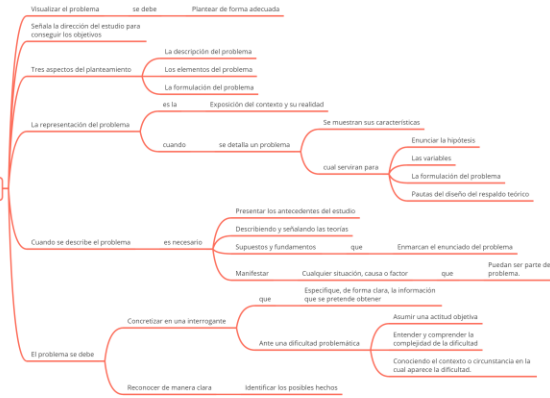 Visualizar el problema se debe Plantear de forma adecuada
Señala la dirección del estudio para
conseguir los objetivos
Tres aspectos del planteamiento
La descripción del problema
Los elementos del problema
La formulación del problema
La representación del problema
es la Exposición del contexto y su realidad
cuando se detalla un problema
Se muestran sus características
cual serviran para
Enunciar la hipótesis
Las variables
La formulación del problema
Pautas del diseño del respaldo teórico
Cuando se describe el problema es necesario
Presentar los antecedentes del estudio
Describiendo y señalando las teorías
Supuestos y fundamentos que Enmarcan el enunciado del problema
Manifestar Cualquier situación, causa o factor que
Puedan ser parte de
problema.
El problema se debe
Concretizar en una interrogante
que
Especifique, de forma clara, la información
que se pretende obtener
Ante una dificultad problemática
Asumir una actitud objetiva
Entender y comprender la
complejidad de la dificultad
Conociendo el contexto o circunstancia en la
cual aparece la dificultad.
Reconocer de manera clara Identificar los posibles hechos